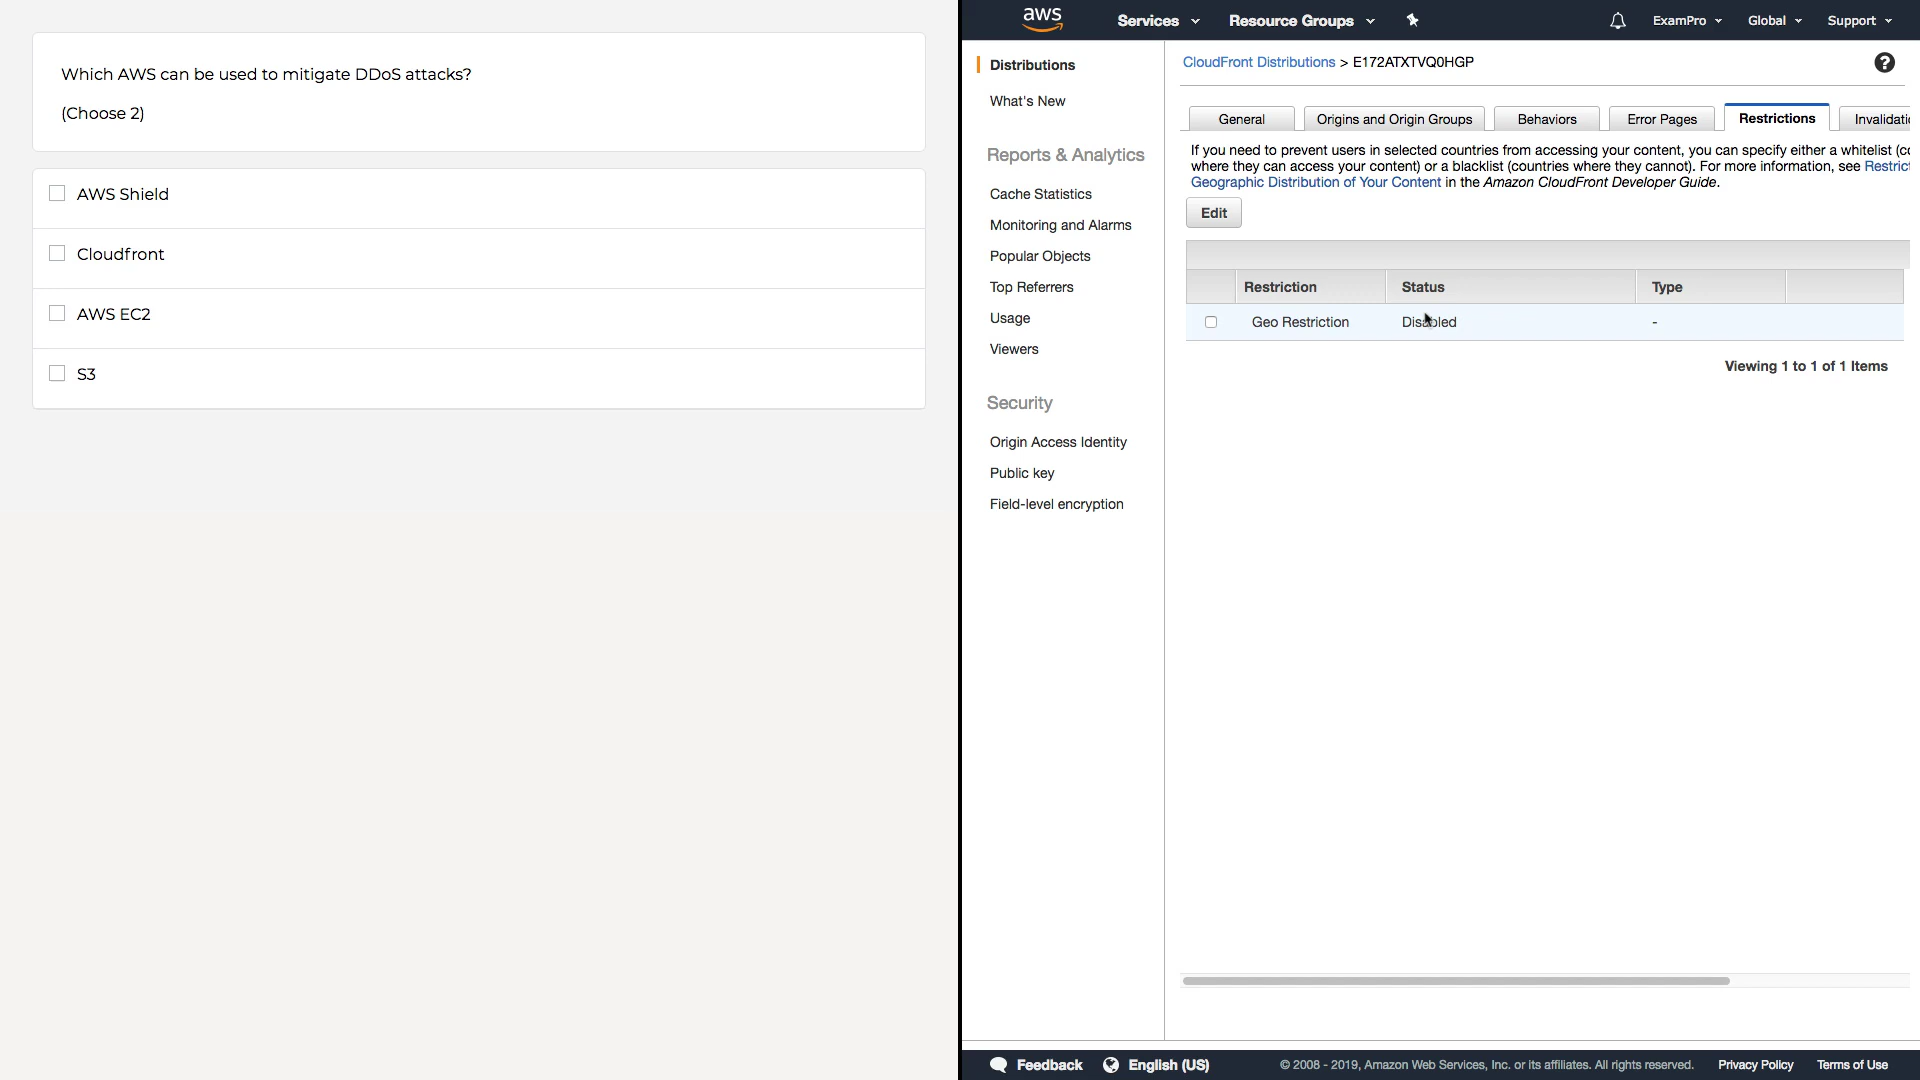 Which AWS can be used to mitigate DDoS attacks?
(Choose 2)
AWS Shield
Cloudfront
AWS EC2
S3
aws
Services
Resource Groups
ExamPro
Global
Support
Distributions
What's New
Reports & Analytics
Cache Statistics
Monitoring and Alarms
Popular Objects
Top Referrers
Usage
Viewers
Security
Origin Access Identity
Public key
Field-level encryption
CloudFront Distributions > E172ATXTVQ0HGP
?
General
Origins and Origin Groups
Behaviors
Error Pages
Restrictions
Invalidati
If you need to prevent users in selected countries from accessing your content, you can specify either a whitelist (co
where they can access your content) or a blacklist (countries where they cannot). For more information, see Restrict
Geographic Distribution of Your Content in the Amazon CloudFront Developer Guide.
Edit
Restriction Status Type
Geo Restriction Disabled -
Viewing 1 to 1 of 1 Items
Feedback
English (US)
© 2008 - 2019, Amazon Web Services, Inc. or its affiliates. All rights reserved.
Privacy Policy
Terms of Use